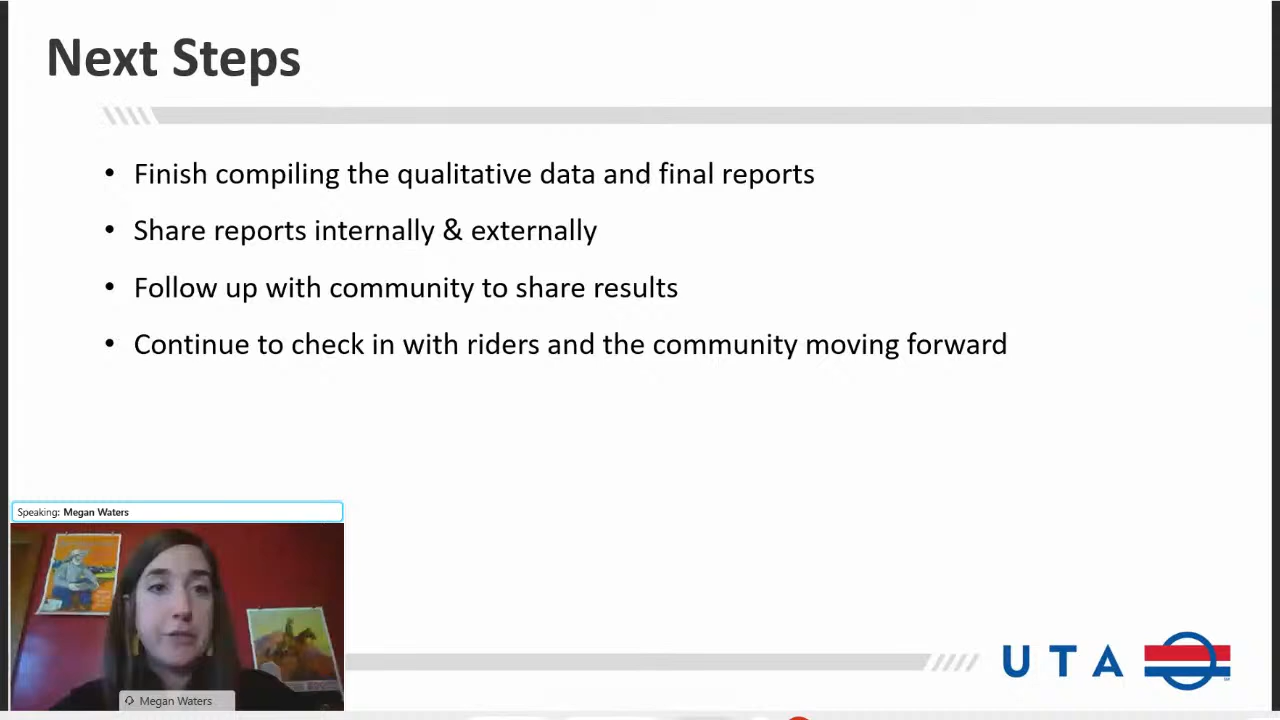 Next Steps
• Finish compiling the qualitative data and final reports
• Share reports internally & externally
• Follow up with community to share results
• Continue to check in with riders and the community moving forward
Speaking: Megan Waters
Megan Waters
UTA